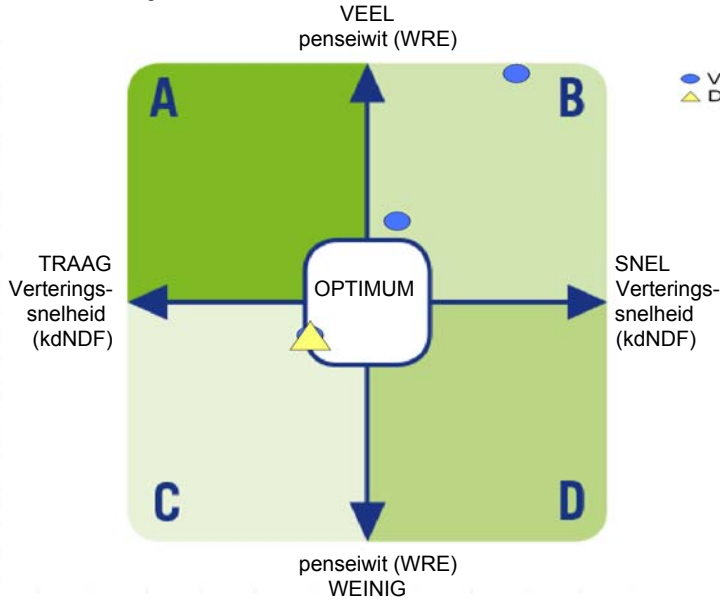 VEEL
penseiwit (WRE)
A
B
V
D
TRAAG
Verterings-
snelheid
(kdNDF)
OPTIMUM
SNEL
Verterings-
snelheid
(kdNDF)
C
D
penseiwit (WRE)
WEINIG